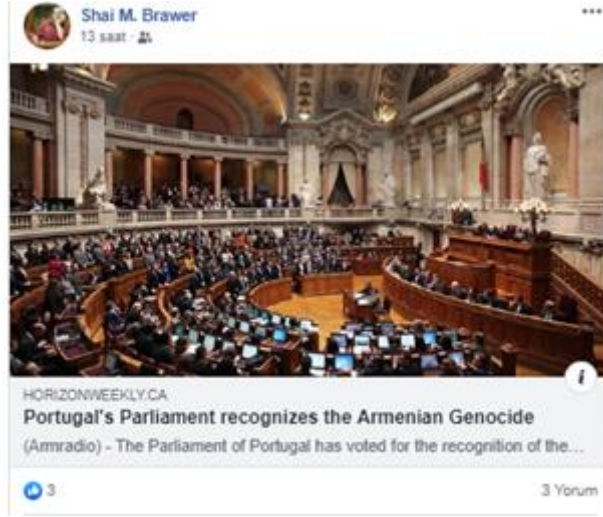 Shai M. Brawer
13 saat
HORIZONWEEKLY.CA
Portugal's Parliament recognizes the Armenian Genocide
(Armradio) - The Parliament of Portugal has voted for the recognition of the...
3
3 Yorum